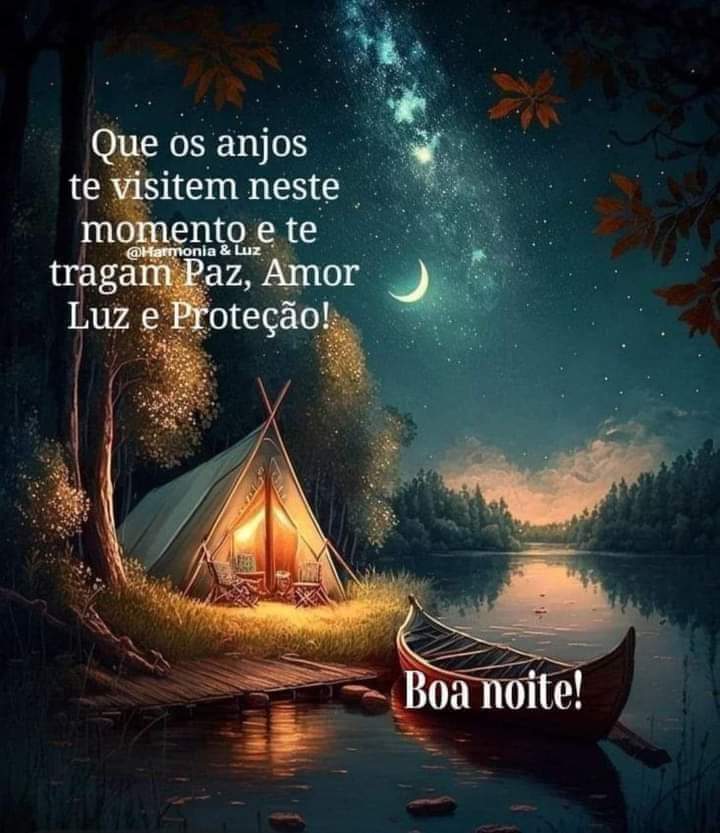 Que os anjos
te visitem neste
momento e te
@Harmonia & Luz
tragam Paz, Amor
Luz e Proteção!
Boa noite!